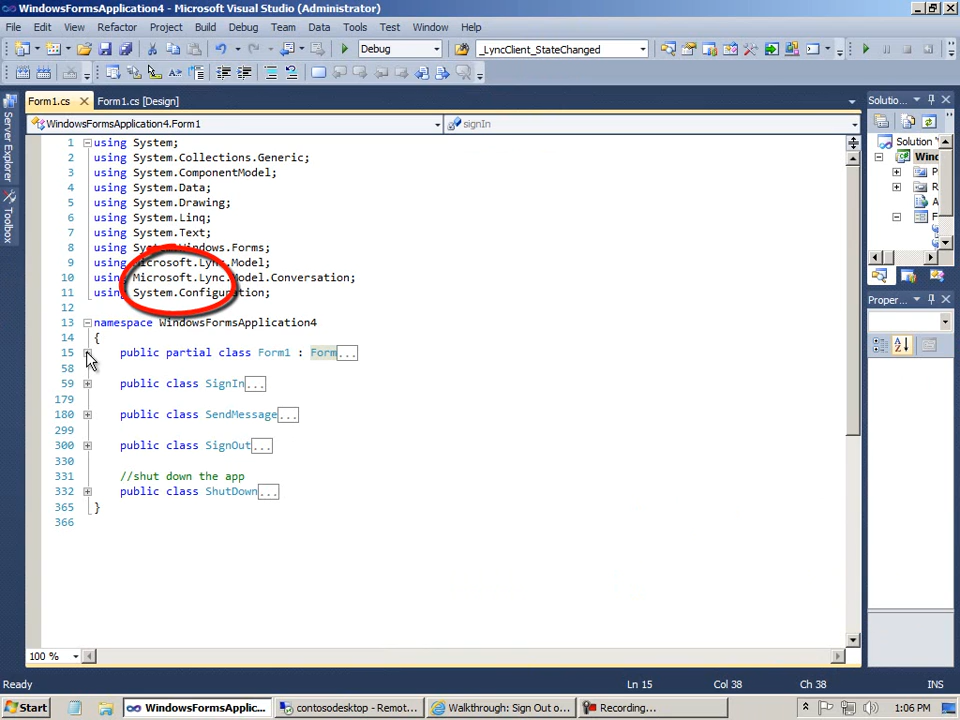 WindowsFormsApplication4 - Microsoft Visual Studio (Administrator)
File Edit View Refactor Project Build Debug Team Data Tools Test Window Help
Debug _LyncClient_StateChanged
Form1.cs Form1.cs [Design]
WindowsFormsApplication4.Form1 signIn
Server Explorer
Toolbox
1 using System;
2 using System.Collections.Generic;
3 using System.ComponentModel;
4 using System.Data;
5 using System.Drawing;
6 using System.Linq;
7 using System.Text;
8 using System.Windows.Forms;
9 using Microsoft.Lync.Model;
10 using Microsoft.Lync.Model.Conversation;
11 using System.Configuration;
12
13 namespace WindowsFormsApplication4
14 {
15 public partial class Form1 : Form...
58
59 public class SignIn...
179
180 public class SendMessage...
299
300 public class SignOut...
330
331 //shut down the app
332 public class ShutDown...
365 }
366
100 %
Solutio...
Solution '
Winc
P
R
A
F
Proper...
Ready Ln 15 Col 38 Ch 38 INS
Start WindowsFormsApplic... contosodesktop - Remot... Walkthrough: Sign Out o... Recording... 1:06 PM